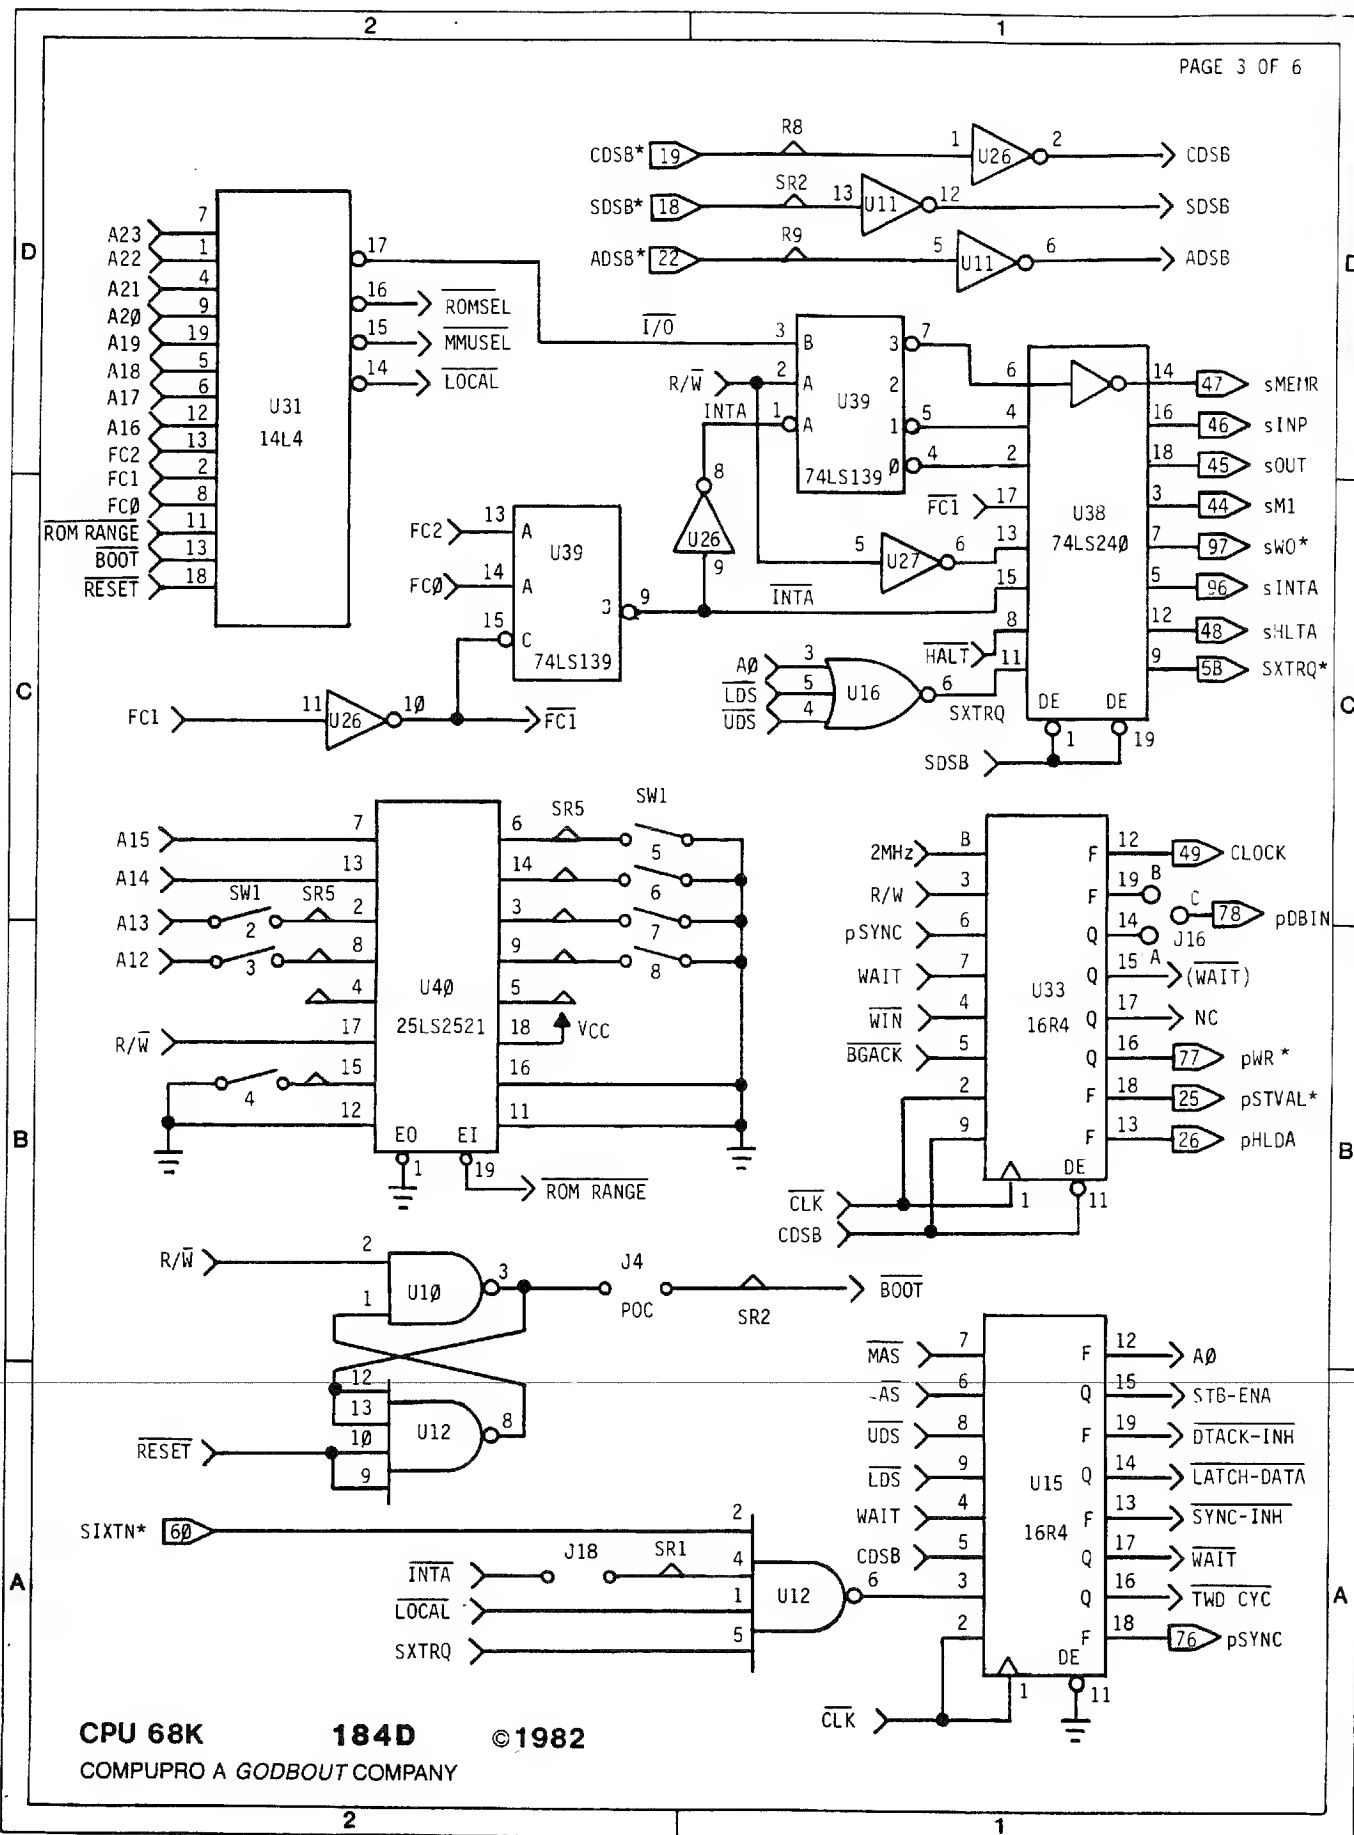 2
1
PAGE 3 OF 6
D
D
C
C
B
B
A
A
R8
CDSB* 19 1 U26 2 CDSB
SR2
SDSB* 18 13 U11 12 SDSB
R9
ADSB* 22 5 U11 6 ADSB
A23 7
A22 1
A21 4
A2Ø 9
A19 19
A18 5
A17 6
A16 12
FC2 13
FC1 2
FCØ 8
ROM RANGE 11
BOOT 13
RESET 18
U31
14L4
17
16 ROMSEL
15 MMUSEL
14 LOCAL
I/O
3 B 3 7
R/W 2 A 2
INTA 1 A 1 5
Ø 4
U39
74LS139
8
U26
9
FC2 13 A
FCØ 14 A
15 C
U39
3 9
74LS139
INTA
FC1 11 U26 1Ø FC1
5 U27 6
AØ 3
LDS 5
UDS 4
U16 6
SXTRQ
6 14 47 sMEMR
4 16 46 sINP
2 18 45 sOUT
FC1 17 3 44 sM1
13 7 97 sWO*
15 5 96 sINTA
HALT 8 12 48 sHLTA
11 9 5B SXTRQ*
U38
74LS24Ø
DE DE
1 19
SDSB
A15 7
A14 13
SW1 SR5
A13 2 2
A12 3 8
4
R/W 17
4 15
12
U4Ø
25LS2521
EO EI
1 19
ROM RANGE
SR5 SW1
6 5
14 6
3 7
9 8
5
18 VCC
16
11
2MHz B
R/W 3
pSYNC 6
WAIT 7
WIN 4
BGACK 5
2
9
U33
16R4
F 12 49 CLOCK
F 19 B
C 78 pDBIN
Q 14 J16
A
Q 15 (WAIT)
Q 17 NC
Q 16 77 pWR*
F 18 25 pSTVAL*
F 13 26 pHLDA
DE
1 11
CLK
CDSB
R/W 2
1
U1Ø 3
J4
POC
SR2
BOOT
12
13
RESET 1Ø
9
U12 8
SIXTN* 6Ø 2
INTA J18 SR1 4
LOCAL 1
SXTRQ 5
U12 6
MAS 7
AS 6
UDS 8
LDS 9
WAIT 4
CDSB 5
3
2
U15
16R4
F 12 AØ
Q 15 STB-ENA
F 19 DTACK-INH
Q 14 LATCH-DATA
F 13 SYNC-INH
Q 17 WAIT
Q 16 TWD CYC
F 18 76 pSYNC
DE
1 11
CLK
CPU 68K 184D ©1982
COMPUPRO A GODBOUT COMPANY
2
1